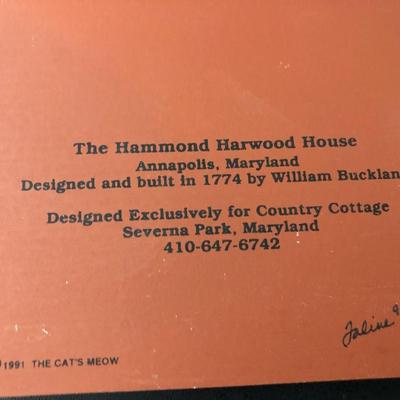 The Hammond Harwood House
Annapolis, Maryland
Designed and built in 1774 by William Bucklan
Designed Exclusively for Country Cottage
Severna Park, Maryland
410-647-6742
Faline
1991 THE CAT'S MEOW